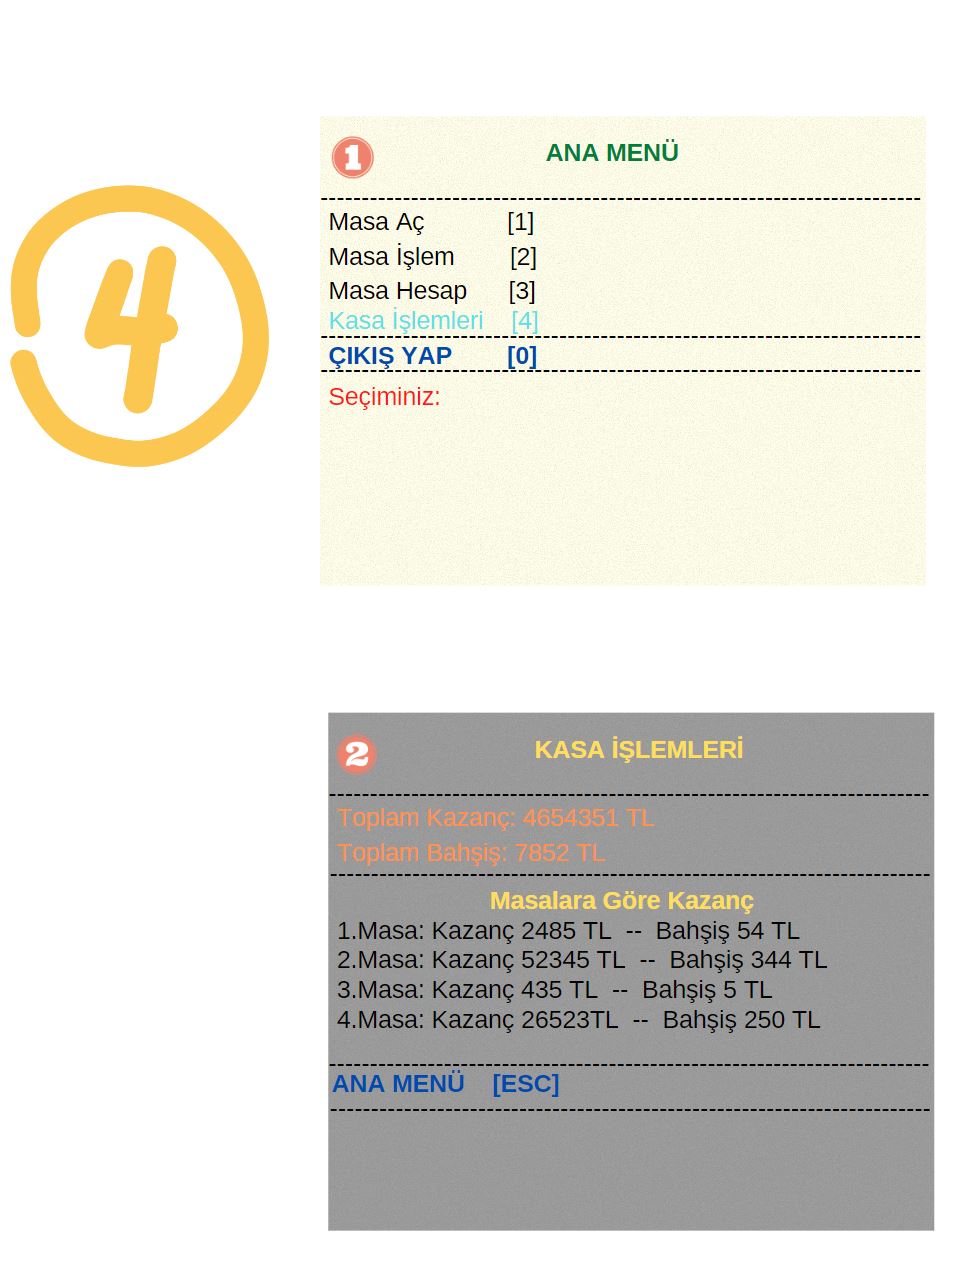 4
1
ANA MENÜ
------------------------------------------------------------------------
Masa Aç [1]
Masa İşlem [2]
Masa Hesap [3]
Kasa İşlemleri [4]
------------------------------------------------------------------------
ÇIKIŞ YAP [0]
------------------------------------------------------------------------
Seçiminiz:
2
KASA İŞLEMLERİ
------------------------------------------------------------------------
Toplam Kazanç: 4654351 TL
Toplam Bahşiş: 7852 TL
------------------------------------------------------------------------
Masalara Göre Kazanç
1.Masa: Kazanç 2485 TL -- Bahşiş 54 TL
2.Masa: Kazanç 52345 TL -- Bahşiş 344 TL
3.Masa: Kazanç 435 TL -- Bahşiş 5 TL
4.Masa: Kazanç 26523TL -- Bahşiş 250 TL
------------------------------------------------------------------------
ANA MENÜ [ESC]
------------------------------------------------------------------------